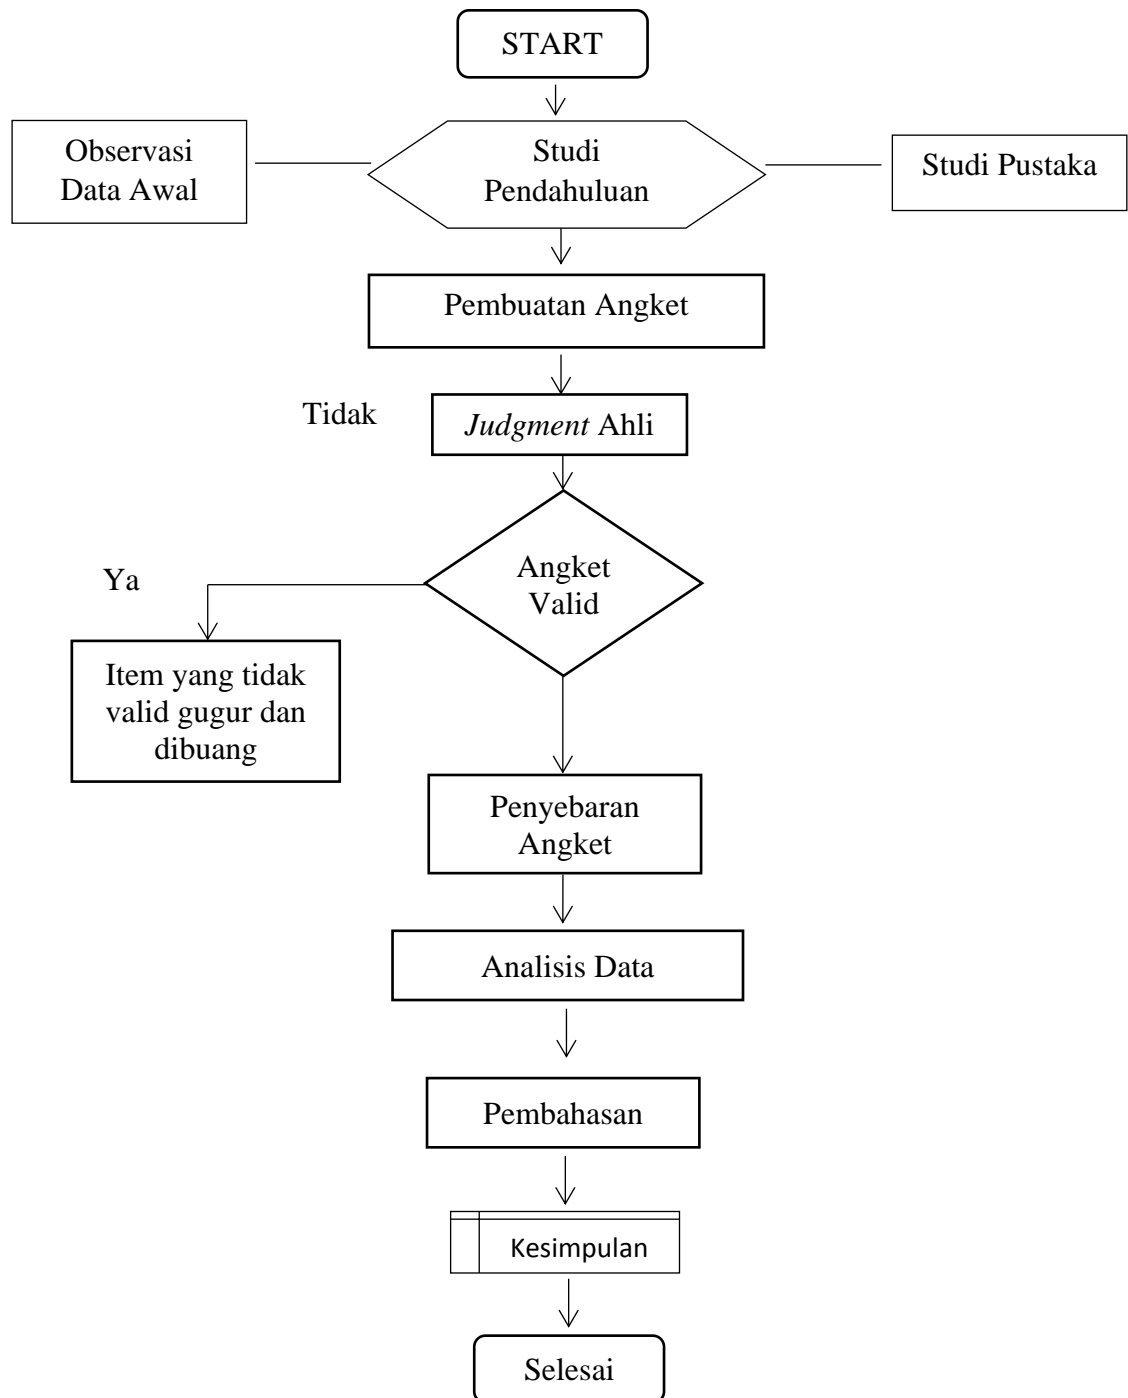 START
Observasi
Data Awal
Studi
Pendahuluan
Studi Pustaka
Pembuatan Angket
Tidak
Judgment Ahli
Angket
Valid
Ya
Item yang tidak
valid gugur dan
dibuang
Penyebaran
Angket
Analisis Data
Pembahasan
Kesimpulan
Selesai